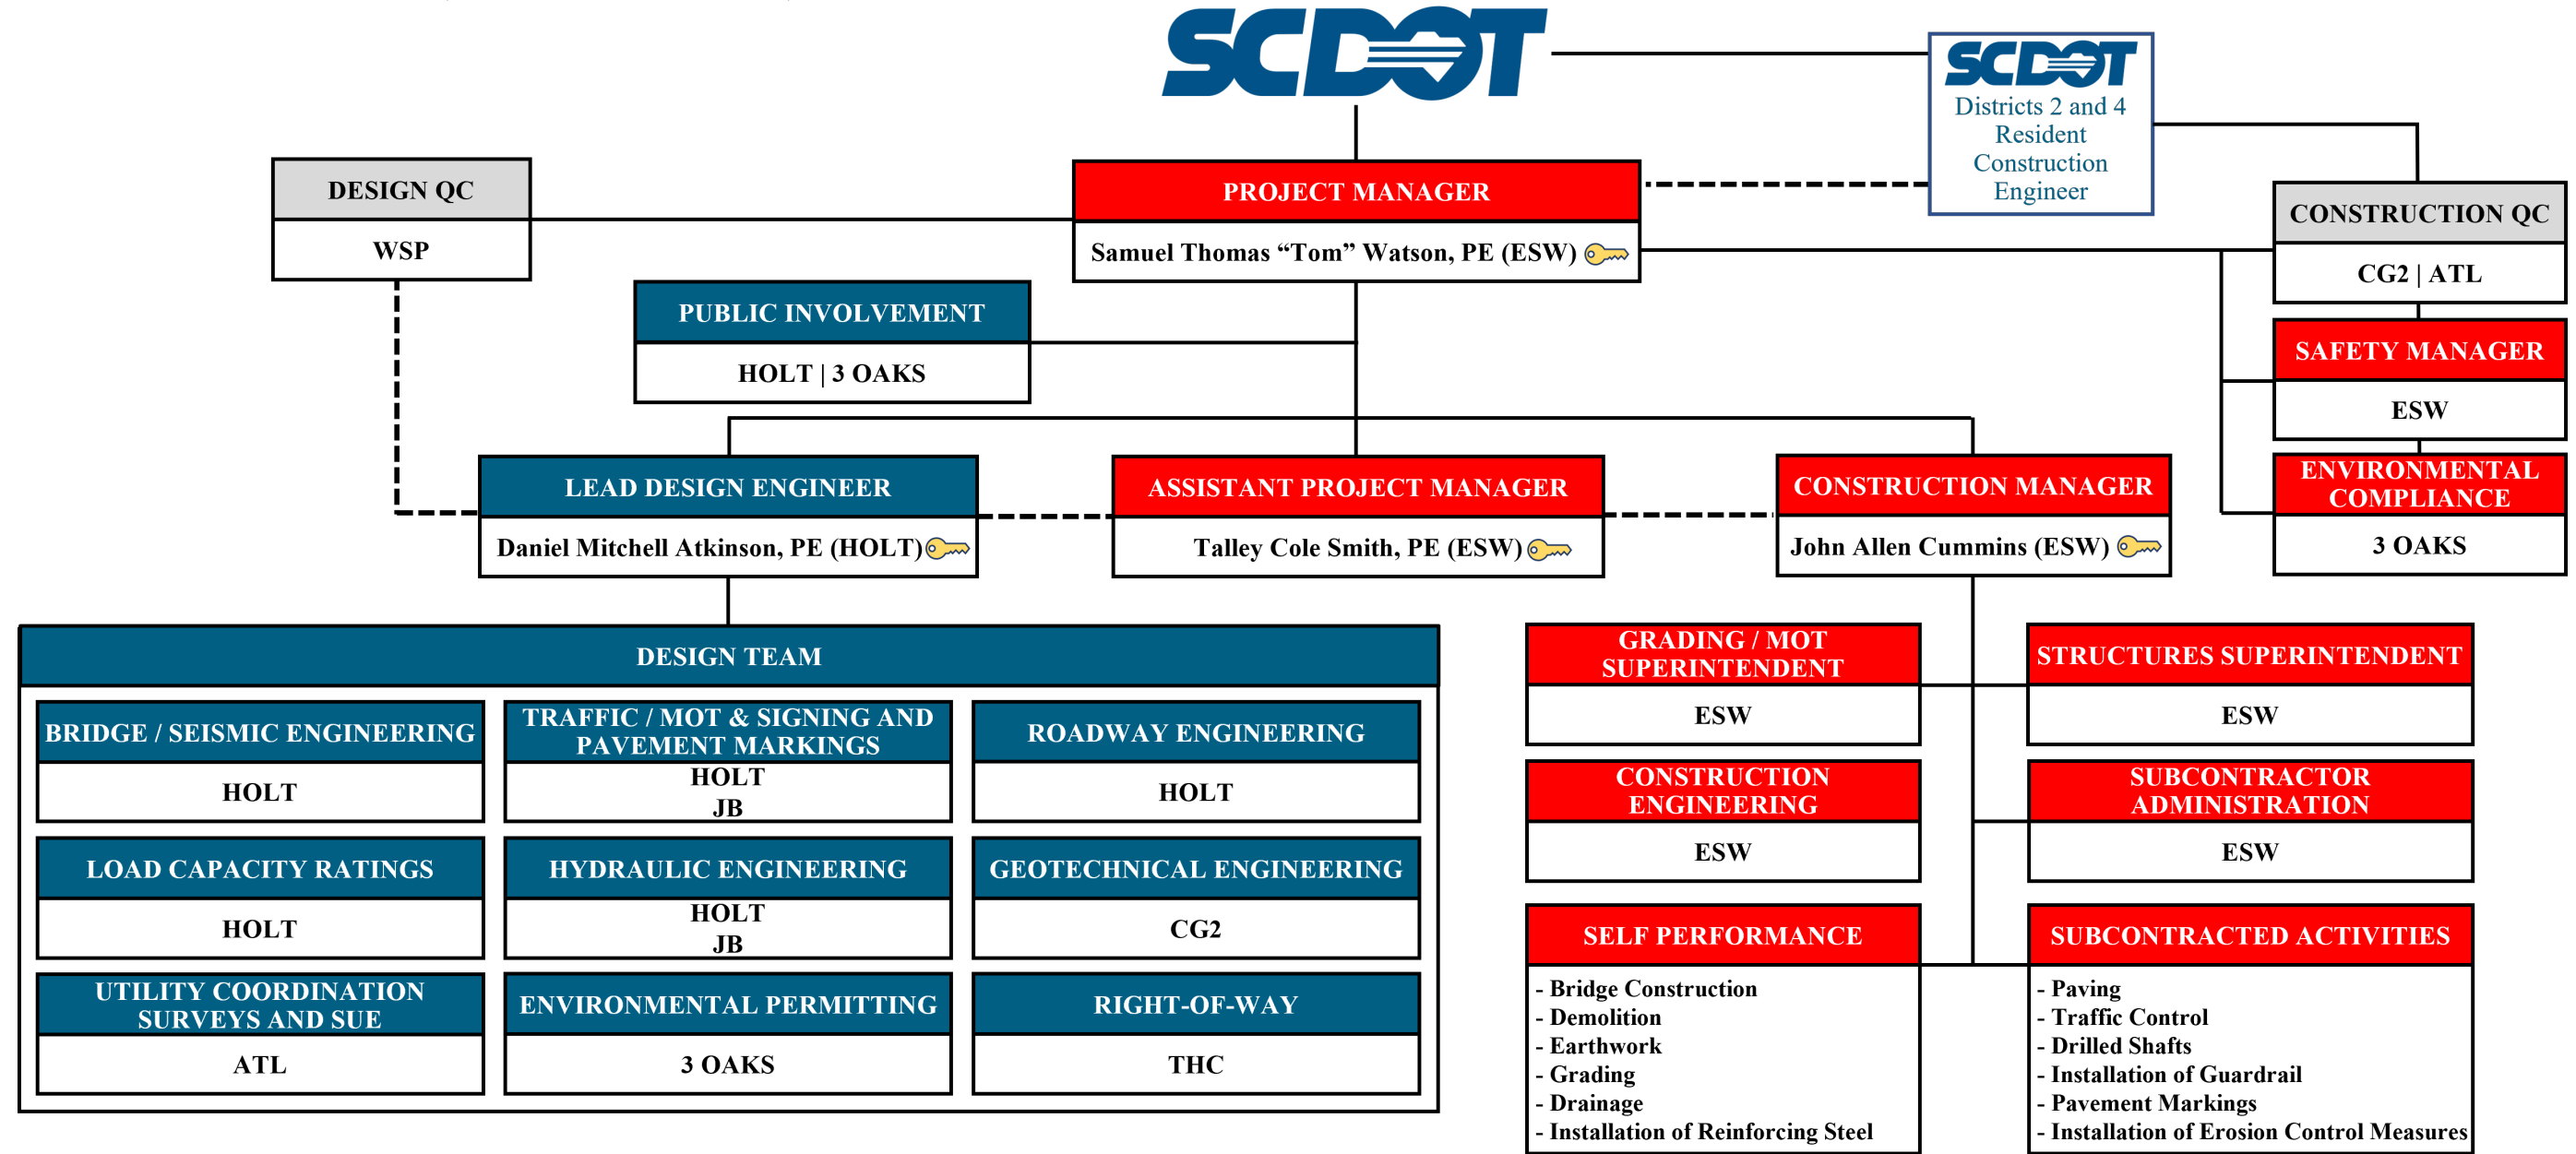 SCDOT
SCDOT
Districts 2 and 4
Resident
Construction
Engineer
DESIGN QC
WSP
PROJECT MANAGER
Samuel Thomas “Tom” Watson, PE (ESW)
CONSTRUCTION QC
CG2 | ATL
PUBLIC INVOLVEMENT
HOLT | 3 OAKS
SAFETY MANAGER
ESW
LEAD DESIGN ENGINEER
Daniel Mitchell Atkinson, PE (HOLT)
ASSISTANT PROJECT MANAGER
Talley Cole Smith, PE (ESW)
CONSTRUCTION MANAGER
John Allen Cummins (ESW)
ENVIRONMENTAL
COMPLIANCE
3 OAKS
DESIGN TEAM
BRIDGE / SEISMIC ENGINEERING
HOLT
TRAFFIC / MOT & SIGNING AND
PAVEMENT MARKINGS
HOLT
JB
ROADWAY ENGINEERING
HOLT
LOAD CAPACITY RATINGS
HOLT
HYDRAULIC ENGINEERING
HOLT
JB
GEOTECHNICAL ENGINEERING
CG2
UTILITY COORDINATION
SURVEYS AND SUE
ATL
ENVIRONMENTAL PERMITTING
3 OAKS
RIGHT-OF-WAY
THC
GRADING / MOT
SUPERINTENDENT
ESW
STRUCTURES SUPERINTENDENT
ESW
CONSTRUCTION
ENGINEERING
ESW
SUBCONTRACTOR
ADMINISTRATION
ESW
SELF PERFORMANCE
- Bridge Construction
- Demolition
- Earthwork
- Grading
- Drainage
- Installation of Reinforcing Steel
SUBCONTRACTED ACTIVITIES
- Paving
- Traffic Control
- Drilled Shafts
- Installation of Guardrail
- Pavement Markings
- Installation of Erosion Control Measures